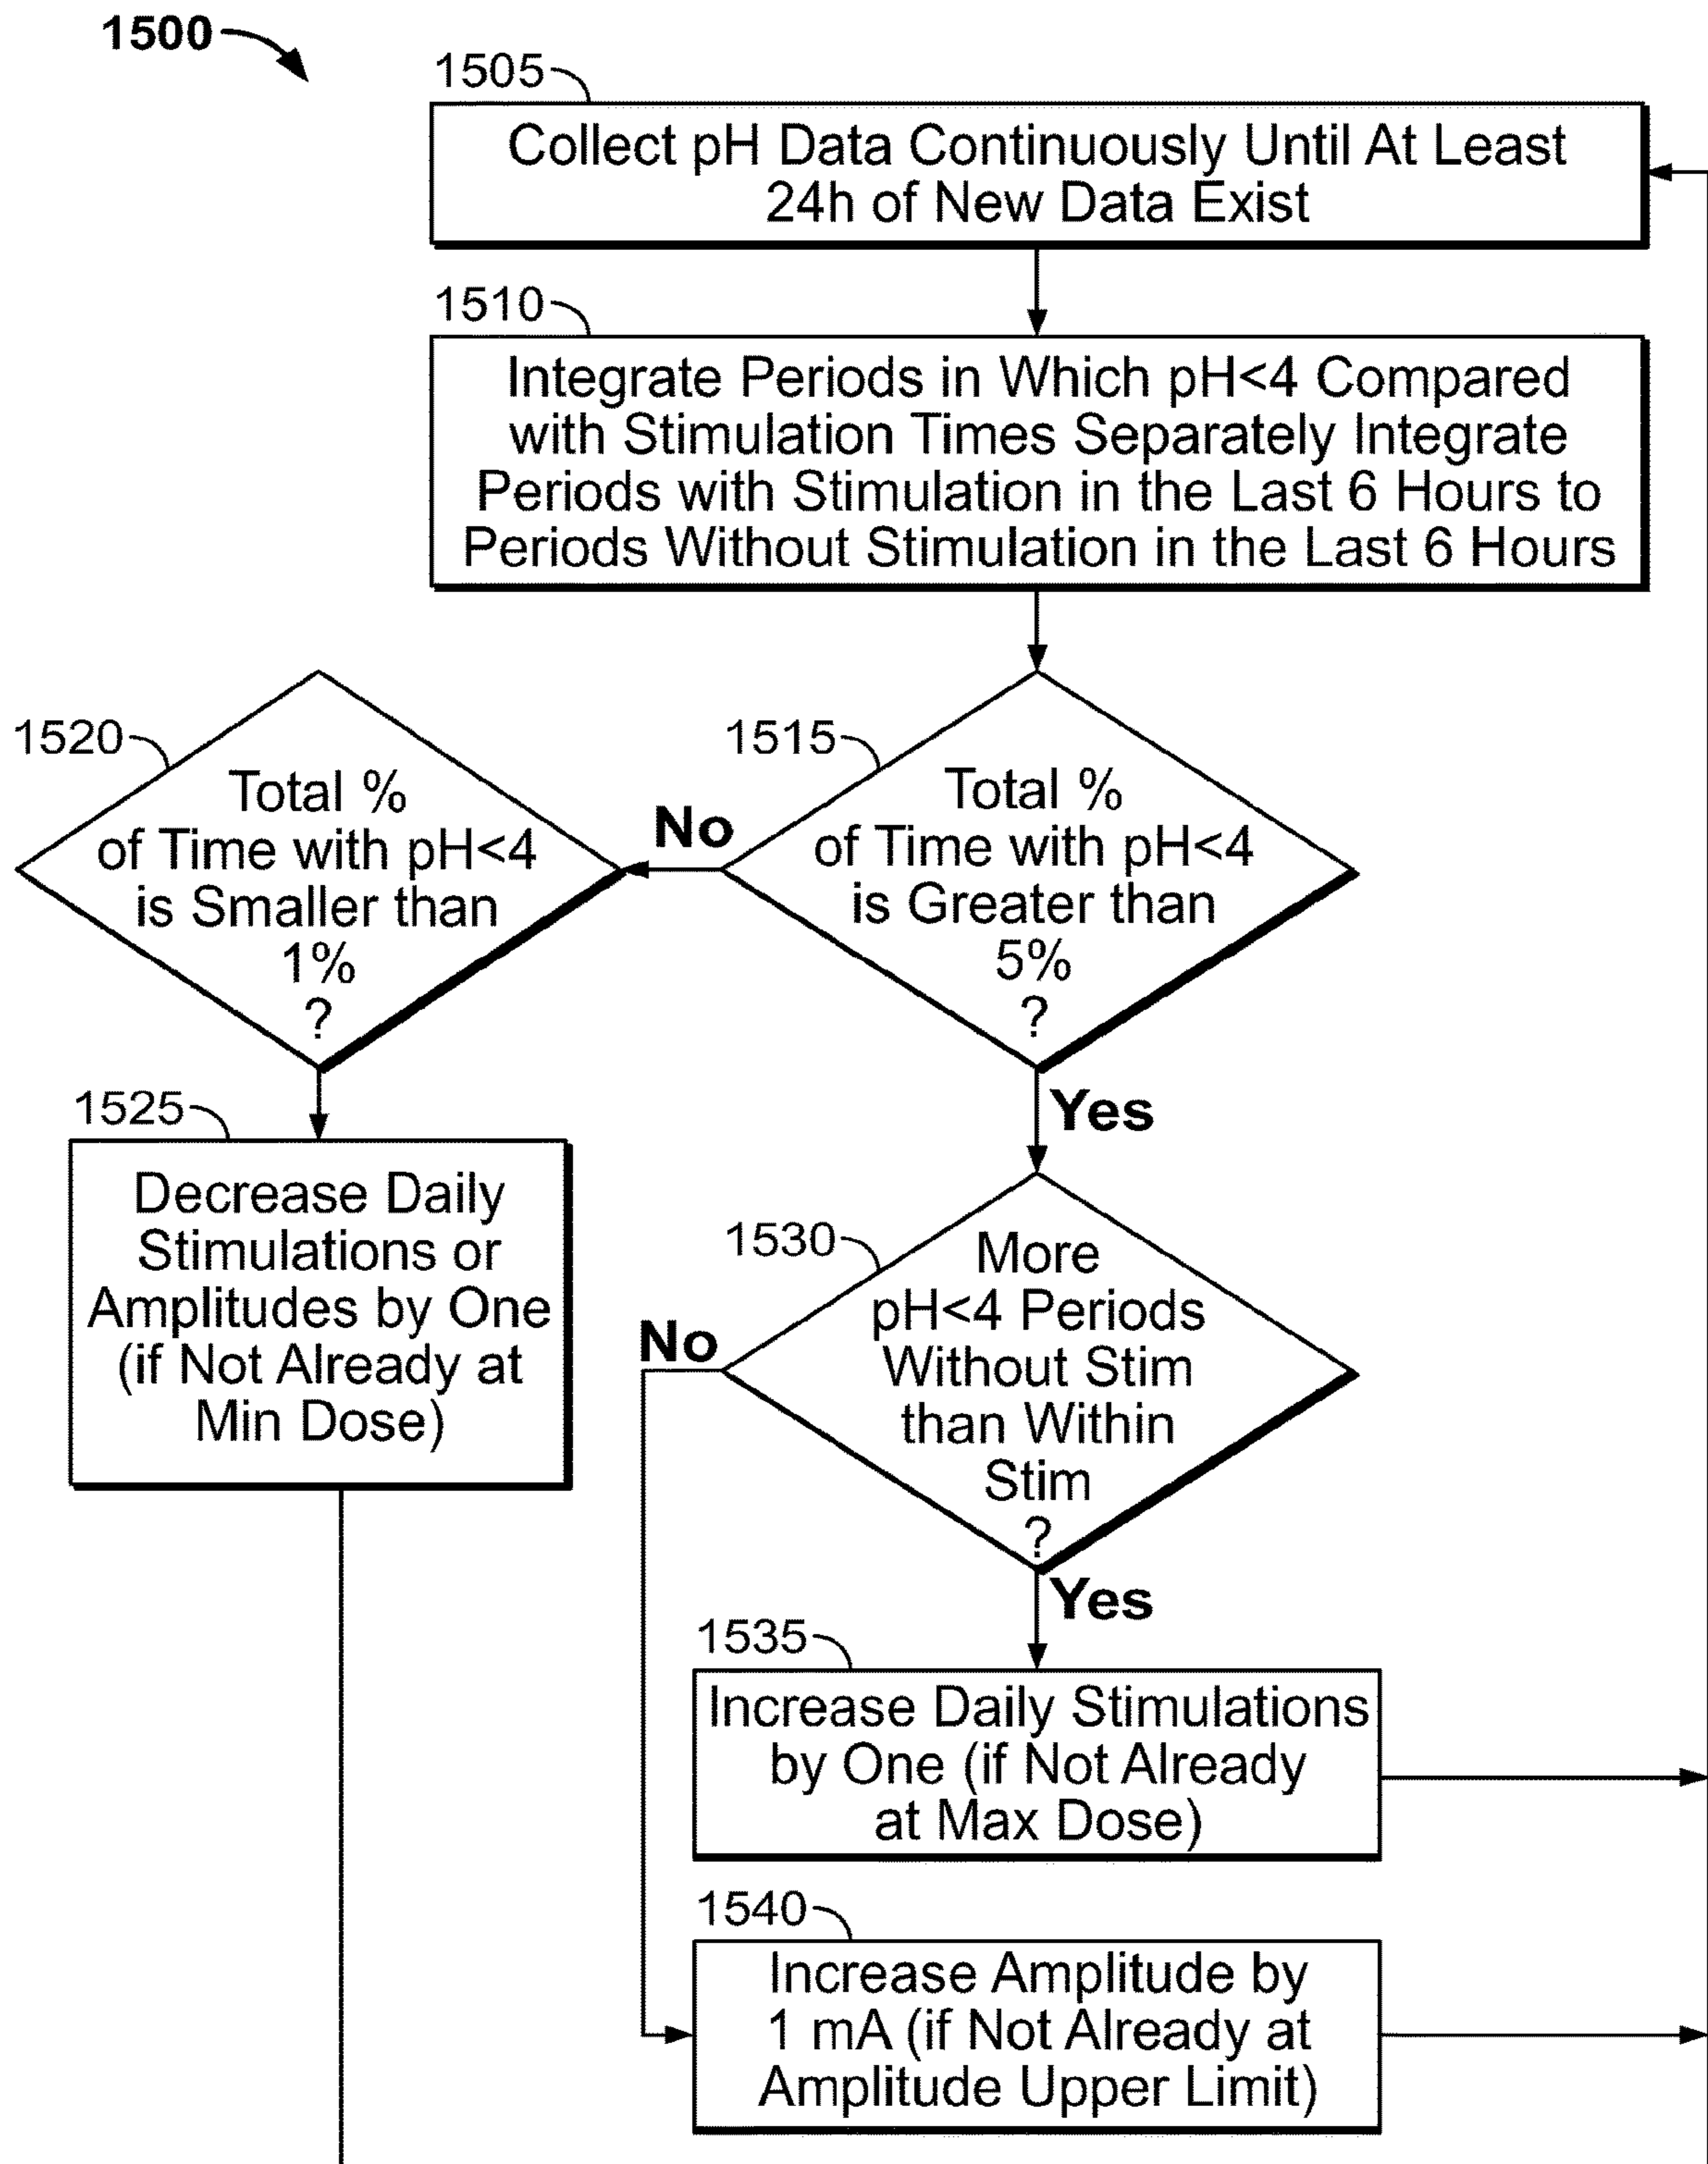 1500
1505
Collect pH Data Continuously Until At Least
24h of New Data Exist
1510
Integrate Periods in Which pH<4 Compared
with Stimulation Times Separately Integrate
Periods with Stimulation in the Last 6 Hours to
Periods Without Stimulation in the Last 6 Hours
1520
Total %
of Time with pH<4
is Smaller than
1%
?
No
1515
Total %
of Time with pH<4
is Greater than
5%
?
Yes
1525
Decrease Daily
Stimulations or
Amplitudes by One
(if Not Already at
Min Dose)
1530
More
pH<4 Periods
Without Stim
than Within
Stim
?
No
Yes
1535
Increase Daily Stimulations
by One (if Not Already
at Max Dose)
1540
Increase Amplitude by
1 mA (if Not Already at
Amplitude Upper Limit)